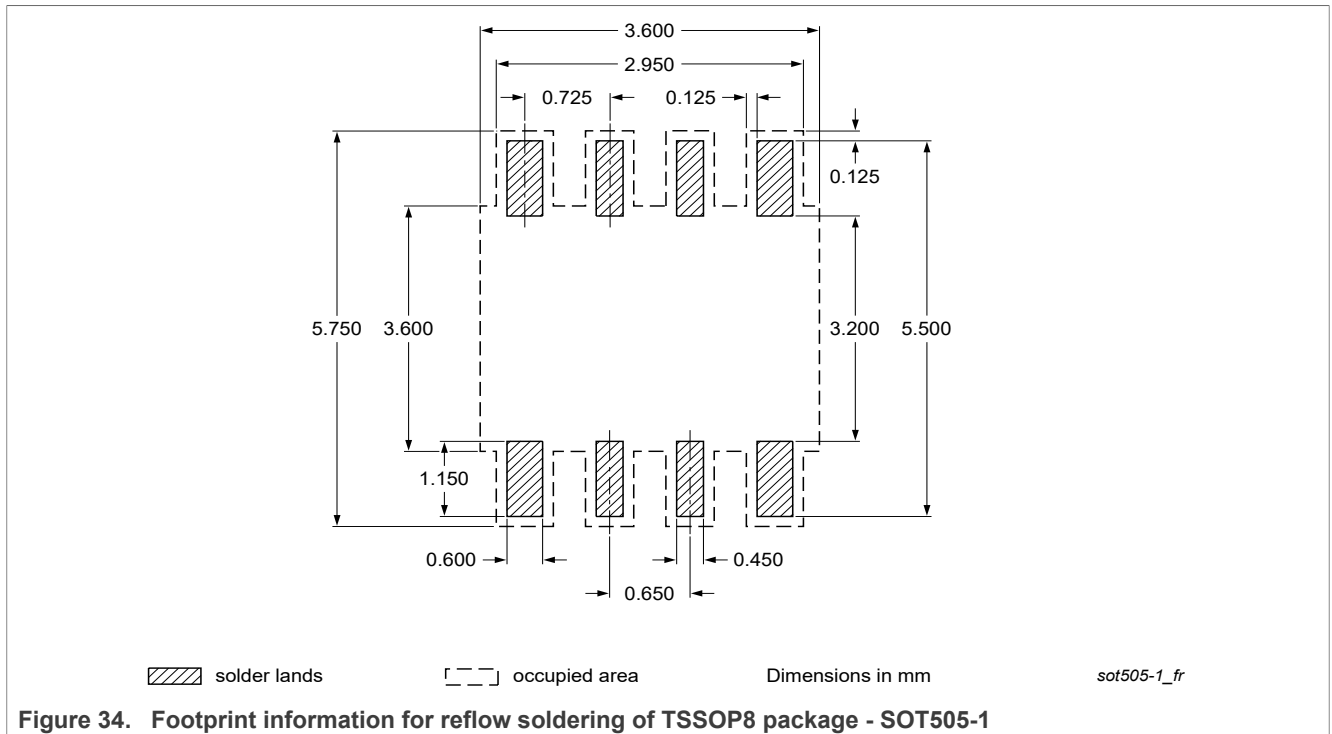 3.600
2.950
0.725 0.125
0.125
5.750 3.600 3.200 5.500
1.150
0.600 0.450
0.650
solder lands occupied area Dimensions in mm sot505-1_fr
Figure 34. Footprint information for reflow soldering of TSSOP8 package - SOT505-1